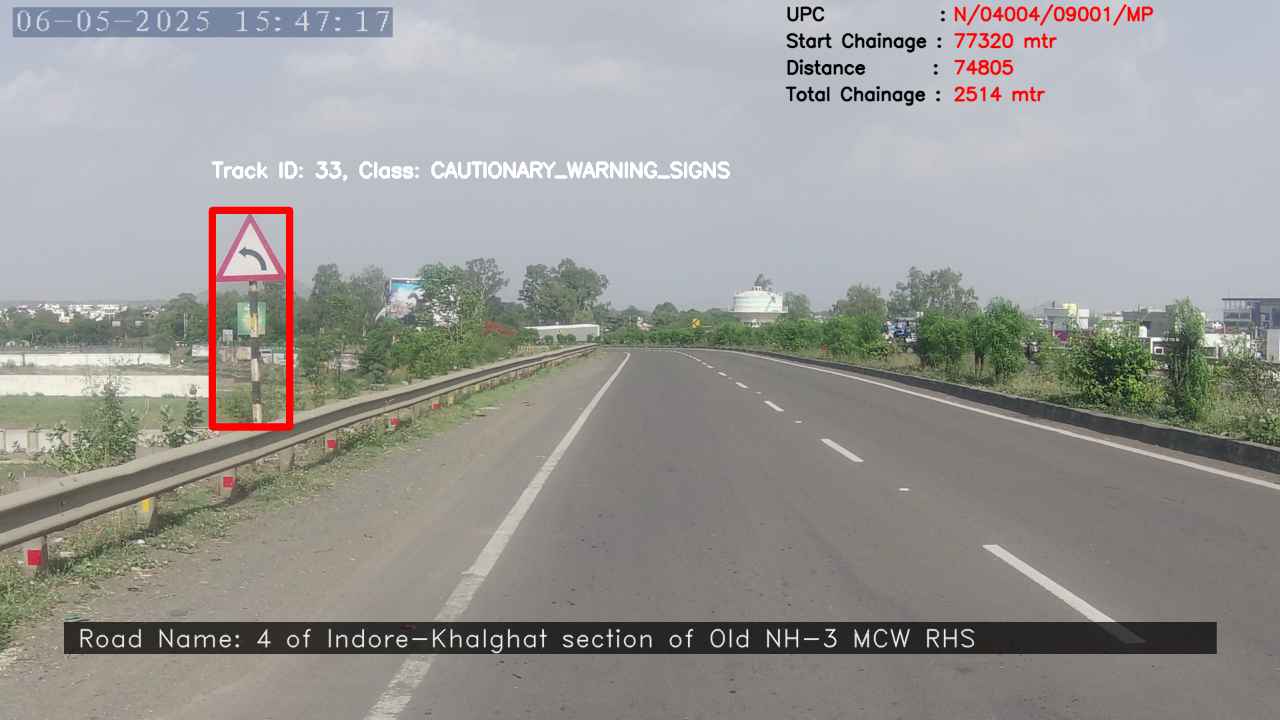 06-05-2025 15:47:17
UPC : N/04004/09001/MP
Start Chainage : 77320 mtr
Distance : 74805
Total Chainage : 2514 mtr
Track ID: 33, Class: CAUTIONARY_WARNING_SIGNS
Road Name: 4 of Indore-Khalghat section of Old NH-3 MCW RHS